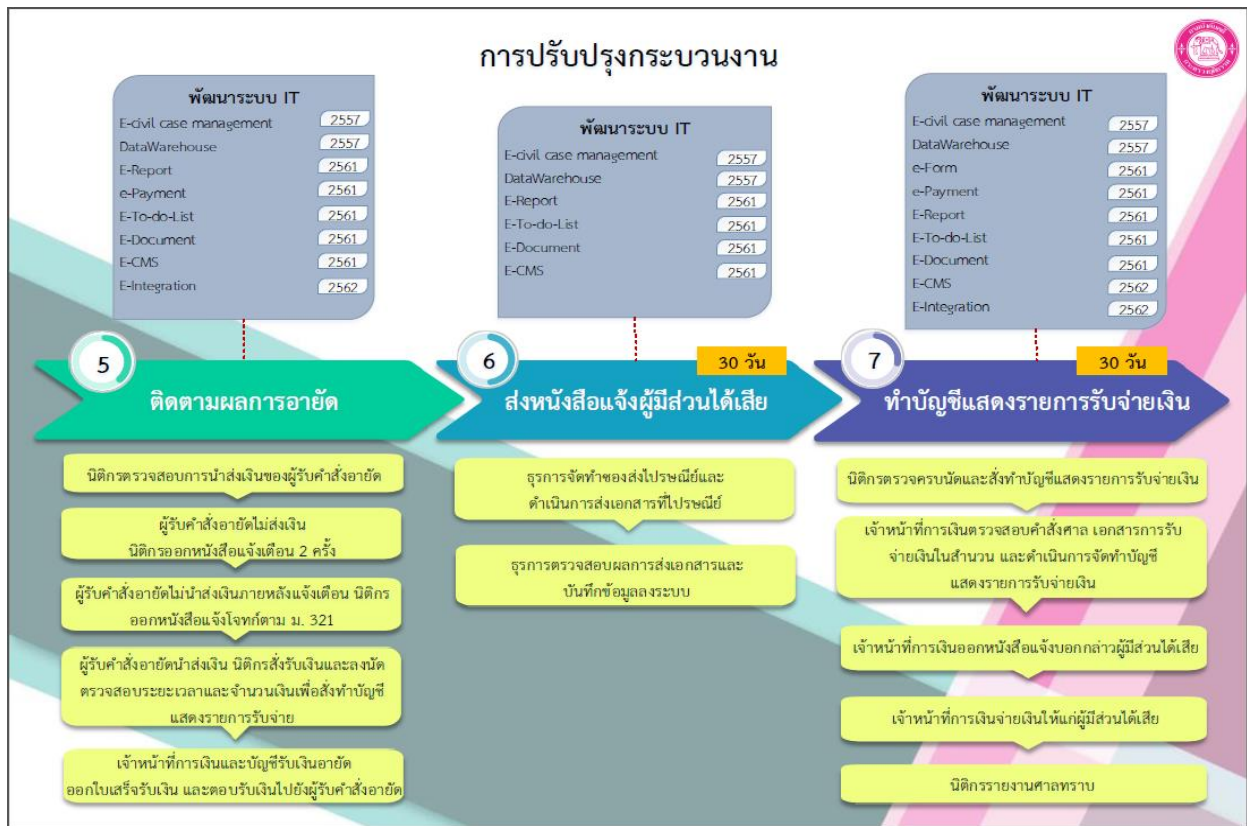 การปรับปรุงกระบวนงาน
พัฒนาระบบ IT
E-civil case management 2557
DataWarehouse 2557
E-Report 2561
e-Payment 2561
E-To-do-List 2561
E-Document 2561
E-CMS 2561
E-Integration 2562
พัฒนาระบบ IT
E-civil case management 2557
DataWarehouse 2557
E-Report 2561
E-To-do-List 2561
E-Document 2561
E-CMS 2561
พัฒนาระบบ IT
E-civil case management 2557
DataWarehouse 2557
e-Form 2561
e-Payment 2561
E-Report 2561
E-To-do-List 2561
E-Document 2561
E-CMS 2562
E-Integration 2562
5
ติดตามผลการอายัด
นิติกรตรวจสอบการนำส่งเงินของผู้รับคำสั่งอายัด
ผู้รับคำสั่งอายัดไม่ส่งเงิน
นิติกรออกหนังสือแจ้งเตือน 2 ครั้ง
ผู้รับคำสั่งอายัดไม่นำส่งเงินภายหลังแจ้งเตือน นิติกร
ออกหนังสือแจ้งโจทก์ตาม ม. 321
ผู้รับคำสั่งอายัดนำส่งเงิน นิติกรสั่งรับเงินและลงนัด
ตรวจสอบระยะเวลาและจำนวนเงินเพื่อสั่งทำบัญชี
แสดงรายการรับจ่าย
เจ้าหน้าที่การเงินและบัญชีรับเงินอายัด
ออกใบเสร็จรับเงิน และตอบรับเงินไปยังผู้รับคำสั่งอายัด
6
30 วัน
ส่งหนังสือแจ้งผู้มีส่วนได้เสีย
ธุรการจัดทำซองส่งไปรษณีย์และ
ดำเนินการส่งเอกสารที่ไปรษณีย์
ธุรการตรวจสอบผลการส่งเอกสารและ
บันทึกข้อมูลลงระบบ
7
30 วัน
ทำบัญชีแสดงรายการรับจ่ายเงิน
นิติกรตรวจครบนัดและสั่งทำบัญชีแสดงรายการรับจ่ายเงิน
เจ้าหน้าที่การเงินตรวจสอบคำสั่งศาล เอกสารการรับ
จ่ายเงินในสำนวน และดำเนินการจัดทำบัญชี
แสดงรายการรับจ่ายเงิน
เจ้าหน้าที่การเงินออกหนังสือแจ้งบอกกล่าวผู้มีส่วนได้เสีย
เจ้าหน้าที่การเงินจ่ายเงินให้แก่ผู้มีส่วนได้เสีย
นิติกรรายงานศาลทราบ